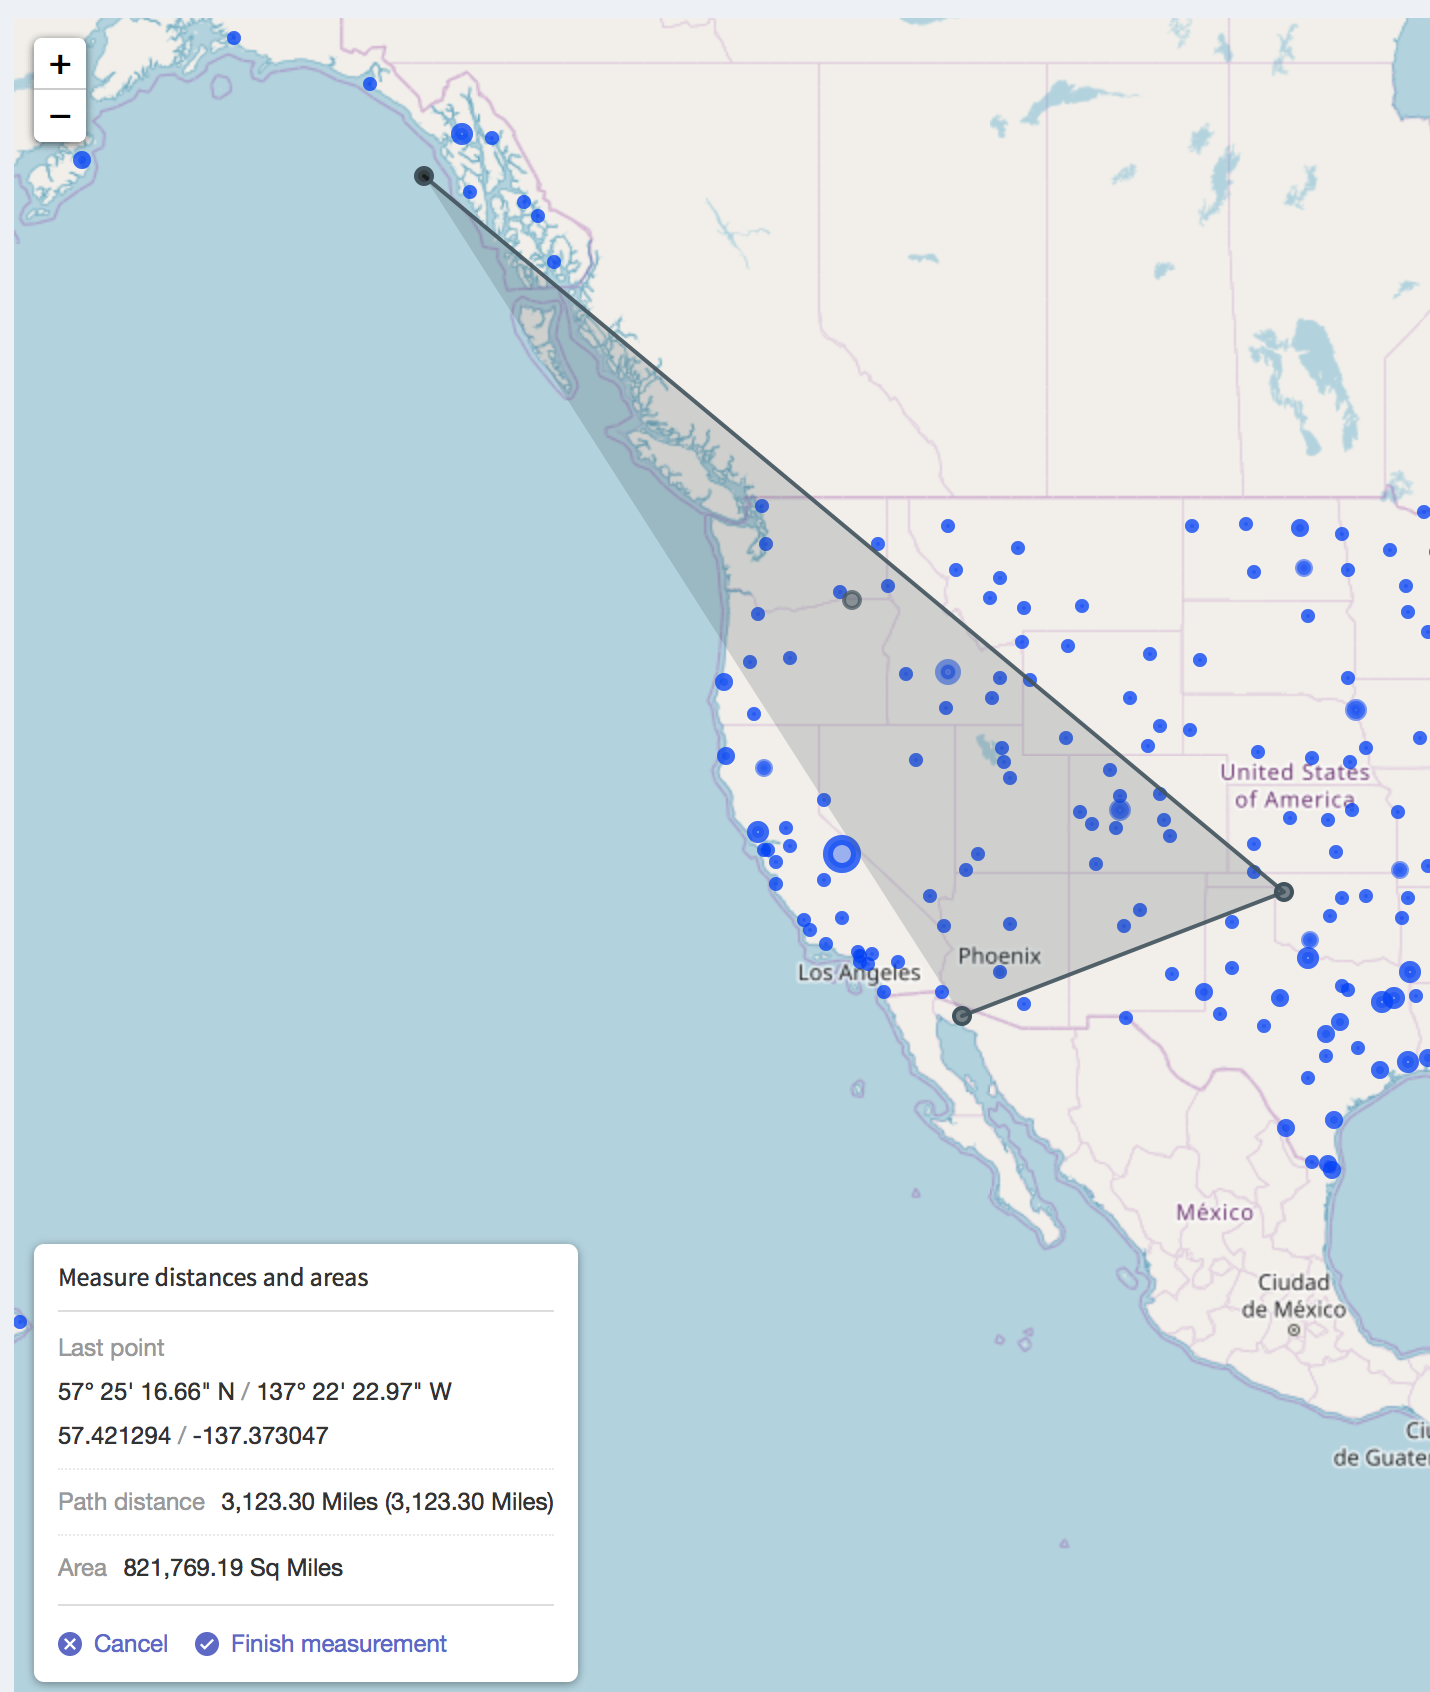 +
−
United States
of America
Phoenix
Los Angeles
México
Ciudad
de México
de Guate
Measure distances and areas
Last point
57° 25' 16.66" N / 137° 22' 22.97" W
57.421294 / -137.373047
Path distance 3,123.30 Miles (3,123.30 Miles)
Area 821,769.19 Sq Miles
Cancel Finish measurement